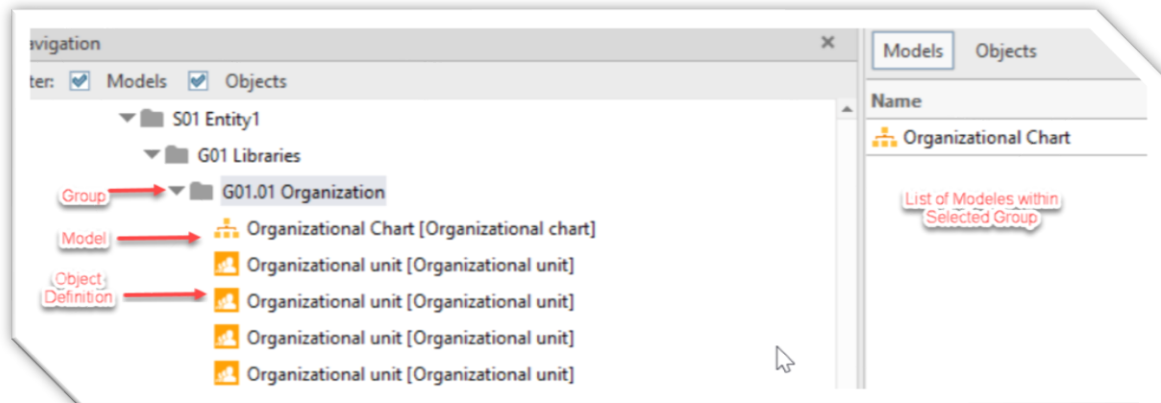 avigation
ter: Models Objects
S01 Entity1
G01 Libraries
Group
G01.01 Organization
Model
Organizational Chart [Organizational chart]
Organizational unit [Organizational unit]
Object
Definition
Organizational unit [Organizational unit]
Organizational unit [Organizational unit]
Organizational unit [Organizational unit]
Models Objects
Name
Organizational Chart
List of Modeles within
Selected Group